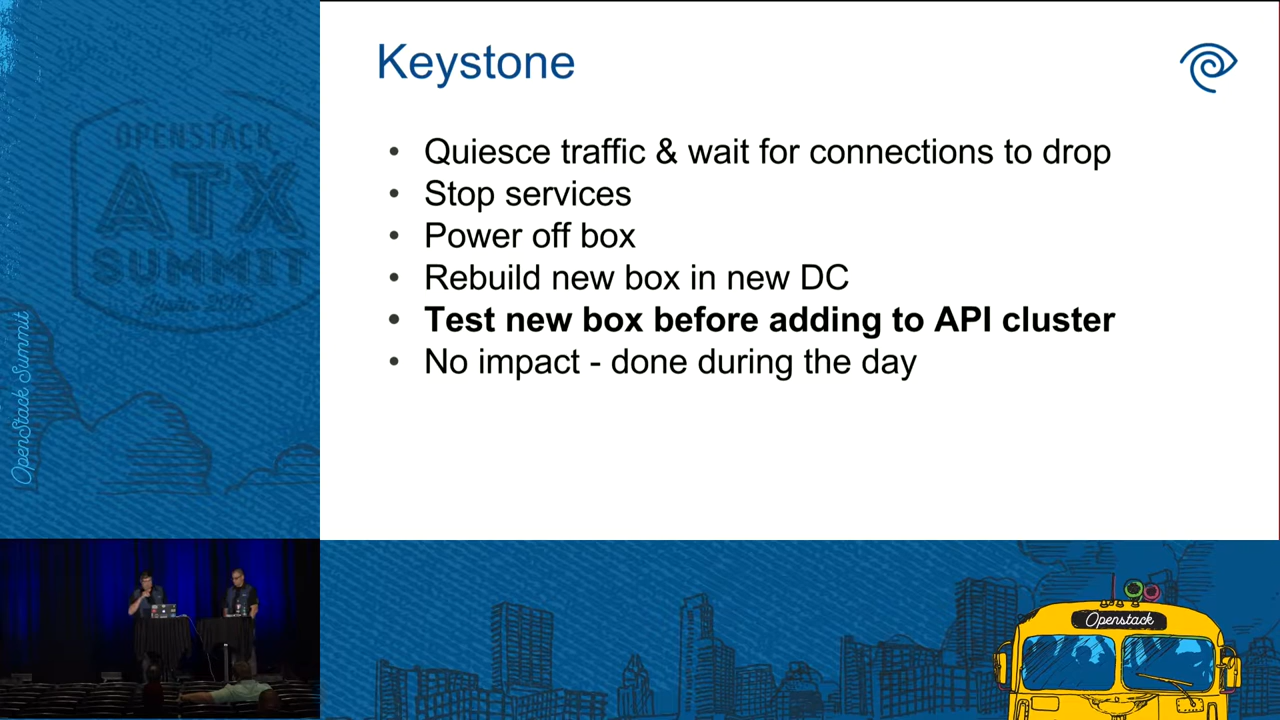 Keystone
• Quiesce traffic & wait for connections to drop
• Stop services
• Power off box
• Rebuild new box in new DC
• Test new box before adding to API cluster
• No impact - done during the day
OPENSTACK
ATX
SUMMIT
Austin 2016
OpenStack Summit
Openstack